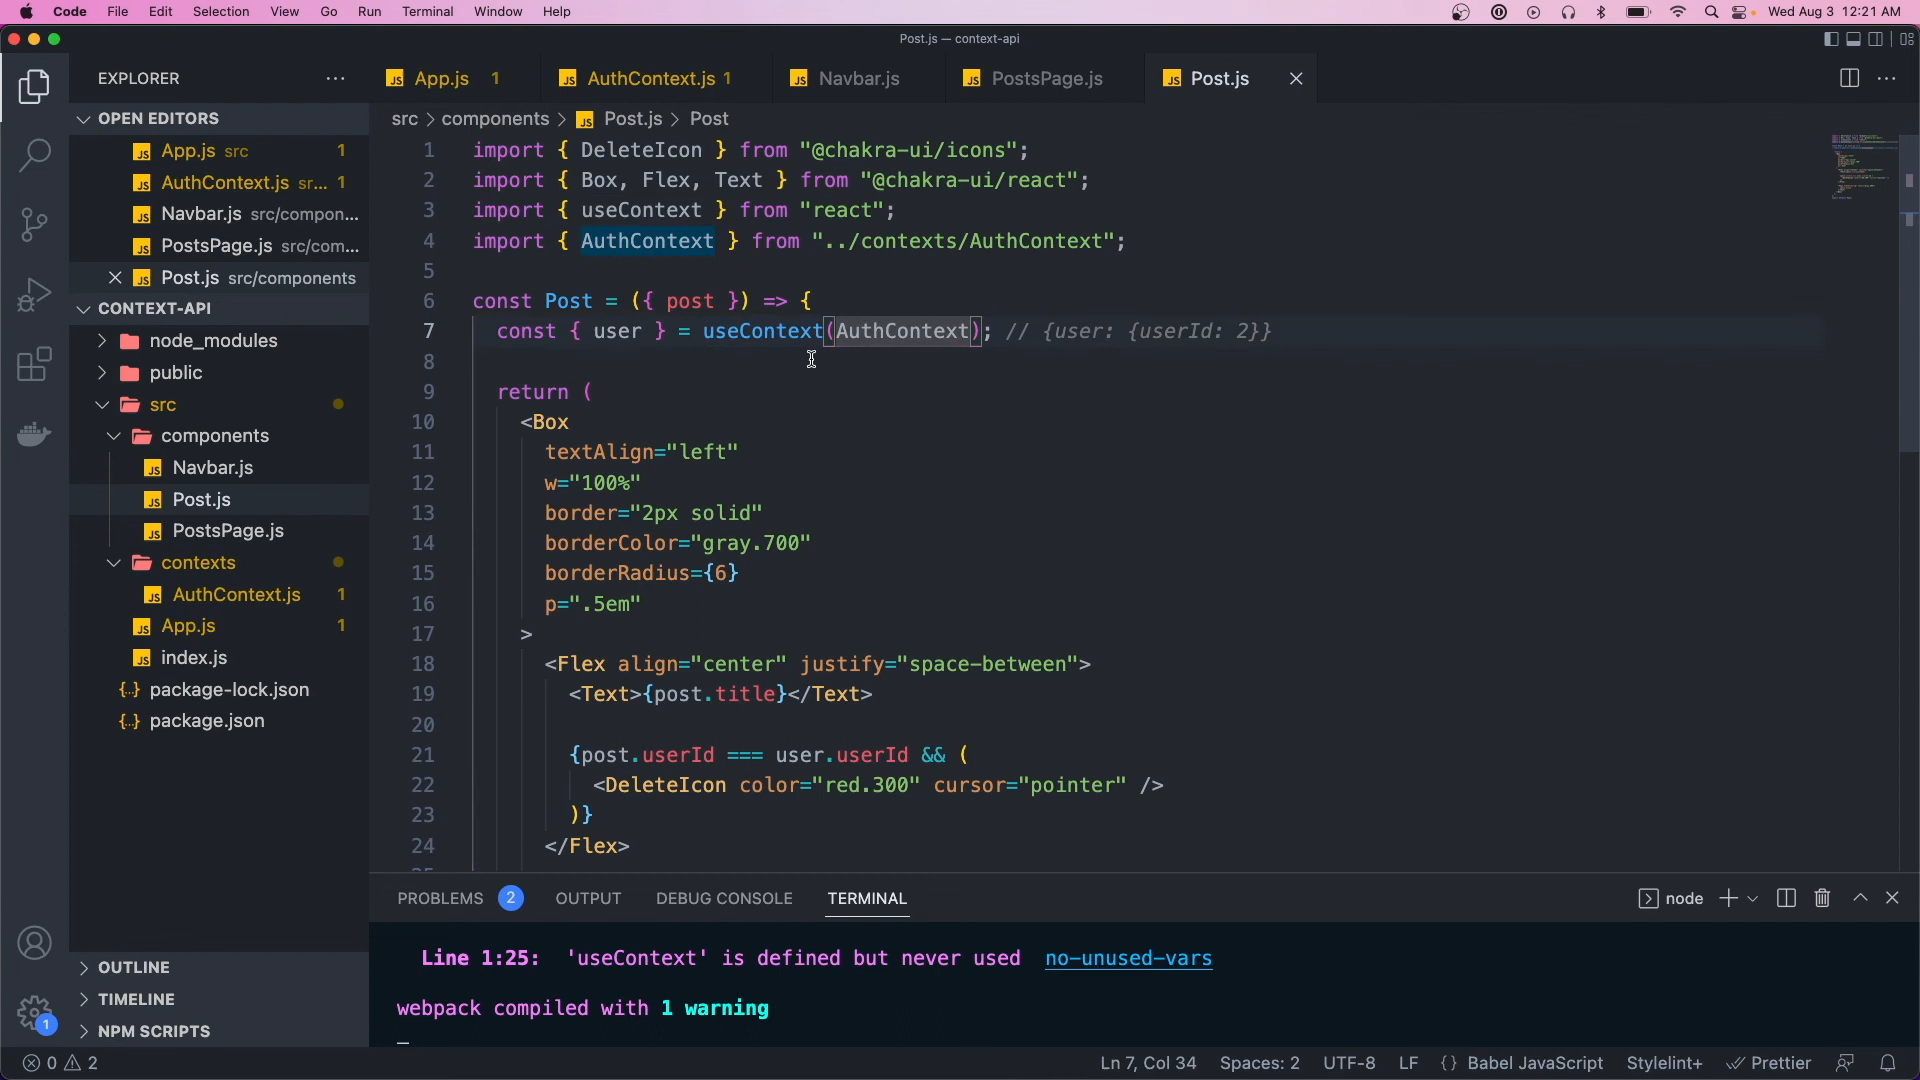 Code File Edit Selection View Go Run Terminal Window Help Wed Aug 3 12:21 AM
Post.js — context-api
EXPLORER
App.js 1 AuthContext.js 1 Navbar.js PostsPage.js Post.js
OPEN EDITORS
App.js src 1
AuthContext.js sr... 1
Navbar.js src/compon...
PostsPage.js src/com...
Post.js src/components
CONTEXT-API
node_modules
public
src
components
Navbar.js
Post.js
PostsPage.js
contexts
AuthContext.js 1
App.js 1
index.js
package-lock.json
package.json
OUTLINE
TIMELINE
NPM SCRIPTS
1
src > components > Post.js > Post
1 import { DeleteIcon } from "@chakra-ui/icons";
2 import { Box, Flex, Text } from "@chakra-ui/react";
3 import { useContext } from "react";
4 import { AuthContext } from "../contexts/AuthContext";
5
6 const Post = ({ post }) => {
7 const { user } = useContext(AuthContext); // {user: {userId: 2}}
8
9 return (
10 <Box
11 textAlign="left"
12 w="100%"
13 border="2px solid"
14 borderColor="gray.700"
15 borderRadius={6}
16 p=".5em"
17 >
18 <Flex align="center" justify="space-between">
19 <Text>{post.title}</Text>
20
21 {post.userId === user.userId && (
22 <DeleteIcon color="red.300" cursor="pointer" />
23 )}
24 </Flex>
PROBLEMS 2 OUTPUT DEBUG CONSOLE TERMINAL node
Line 1:25: 'useContext' is defined but never used no-unused-vars
webpack compiled with 1 warning
0 2 Ln 7, Col 34 Spaces: 2 UTF-8 LF {} Babel JavaScript Stylelint+ Prettier